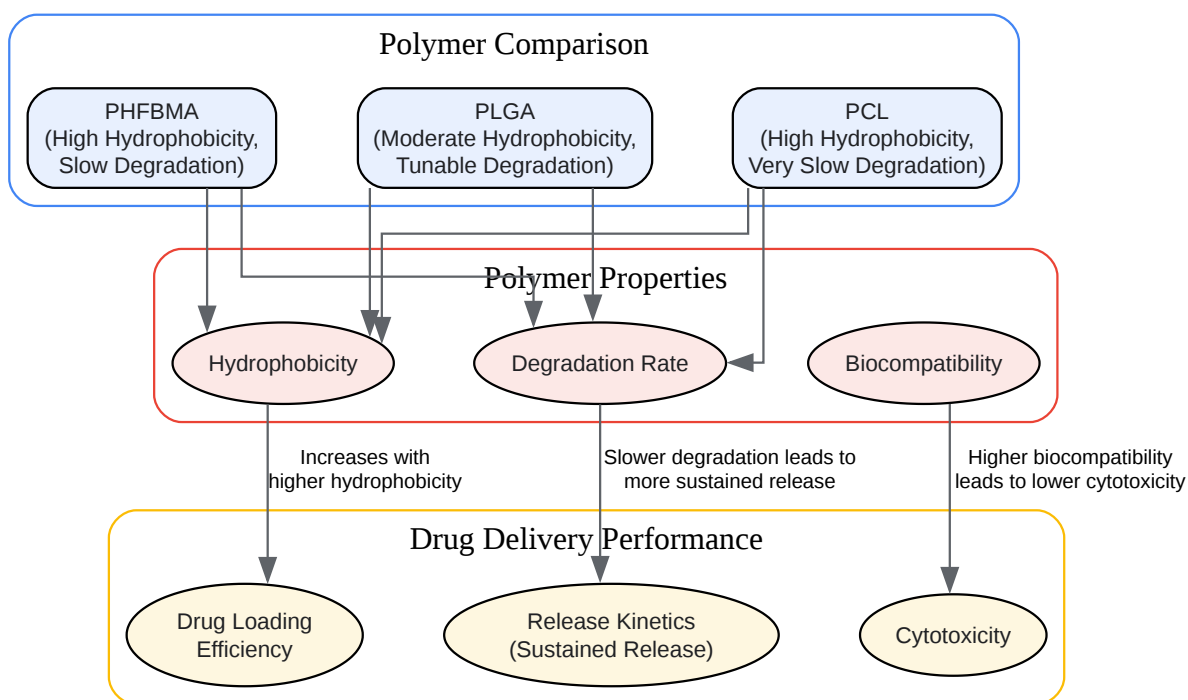 Polymer Comparison
PHFBMA
(High Hydrophobicity,
Slow Degradation)
PLGA
(Moderate Hydrophobicity,
Tunable Degradation)
PCL
(High Hydrophobicity,
Very Slow Degradation)
Polymer Properties
Hydrophobicity
Degradation Rate
Biocompatibility
Increases with
higher hydrophobicity
Slower degradation leads to
more sustained release
Higher biocompatibility
leads to lower cytotoxicity
Drug Delivery Performance
Drug Loading
Efficiency
Release Kinetics
(Sustained Release)
Cytotoxicity